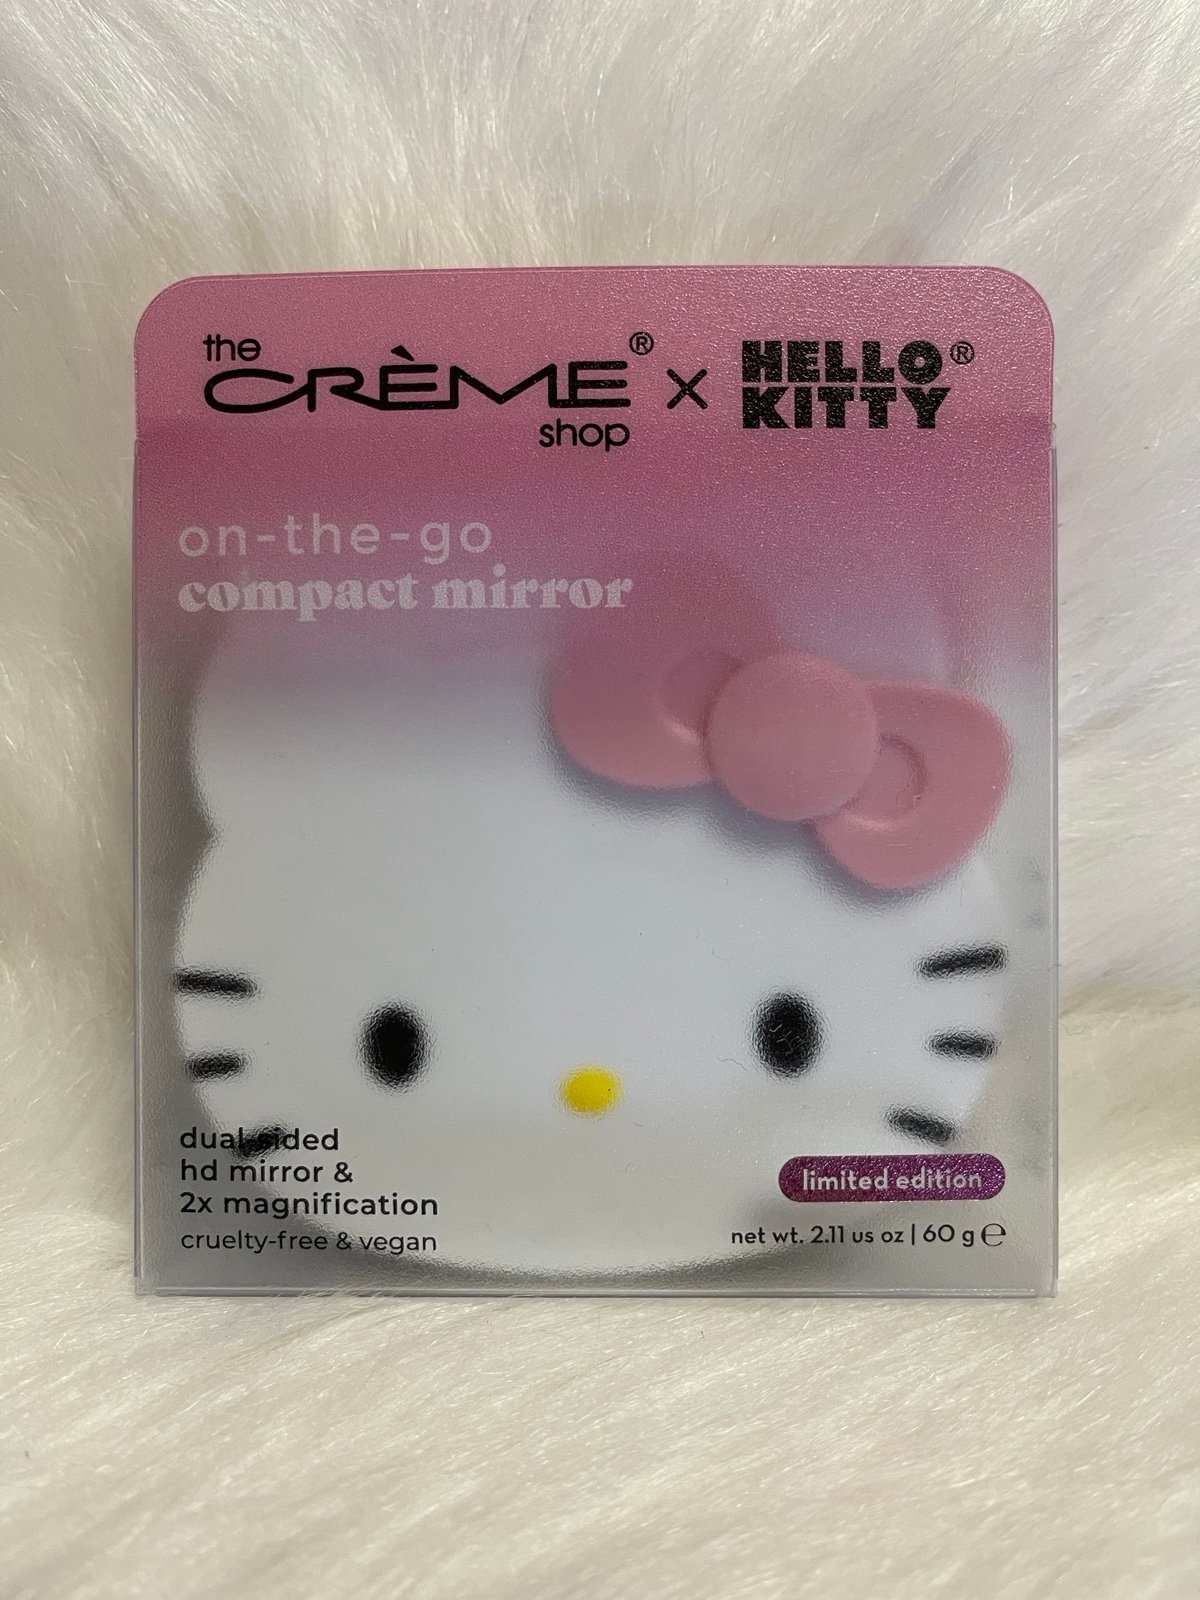 the
CRÈME® x HELLO®
shop KITTY
on-the-go
compact mirror
dual-sided
hd mirror &
2x magnification
cruelty-free & vegan
limited edition
net wt. 2.11 us oz | 60 g ℮